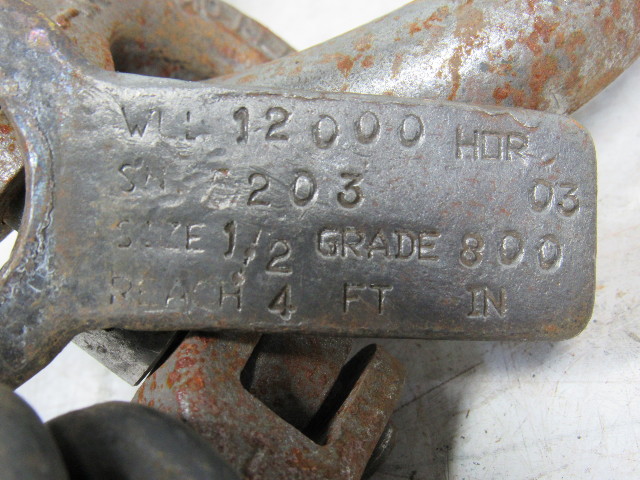 WLL 12000 HOR.
203 03
SIZE 1/2 GRADE 800
REACH 4 FT IN